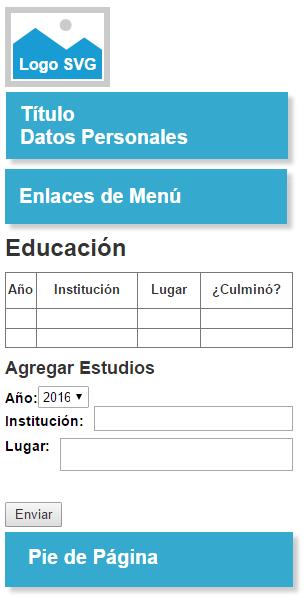 Logo SVG
Título
Datos Personales
Enlaces de Menú
Educación
Año Institución Lugar ¿Culminó?
Agregar Estudios
Año: 2016
Institución:
Lugar:
Enviar
Pie de Página